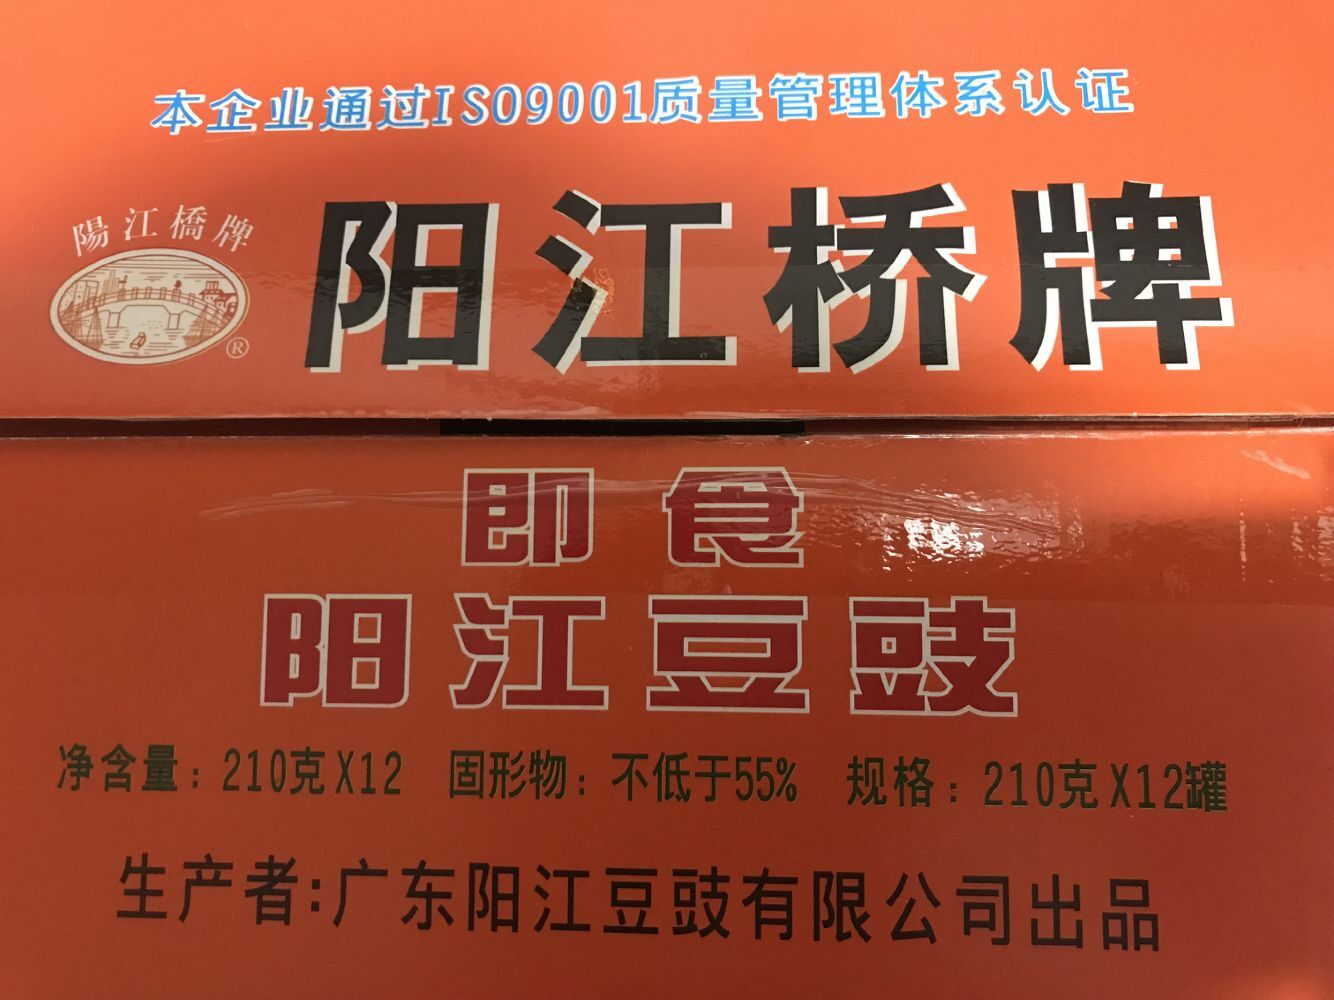 本企业通过ISO9001质量管理体系认证
陽江橋牌
®
阳江桥牌
即食
阳江豆豉
净含量：210克X12 固形物：不低于55% 规格：210克X12罐
生产者:广东阳江豆豉有限公司出品